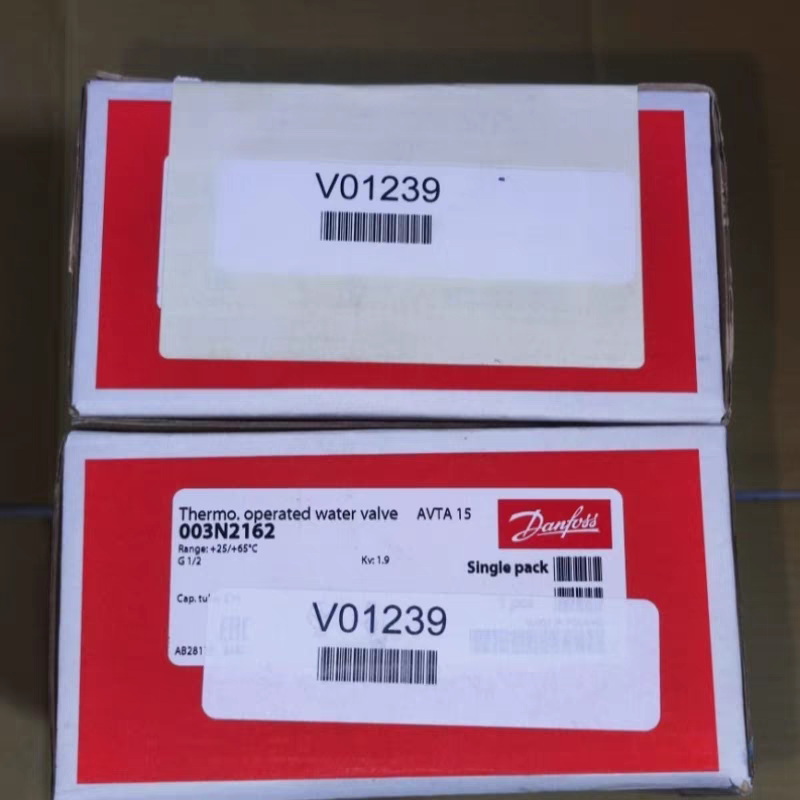 V01239
Thermo. operated water valve AVTA 15
003N2162
Danfoss
Range: +25/+65°C
G 1/2 Kv: 1.9
Single pack
Cap.
V01239